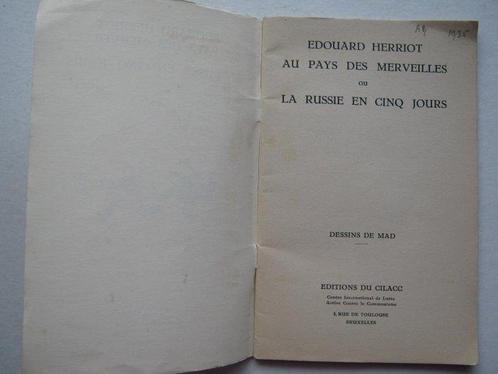 1935
EDOUARD HERRIOT
AU PAYS DES MERVEILLES
ou
LA RUSSIE EN CINQ JOURS
DESSINS DE MAD
EDITIONS DU CILACC
Centre International de Lutte
Active Contre le Communisme
5, RUE DE TOULOUSE
BRUXELLES